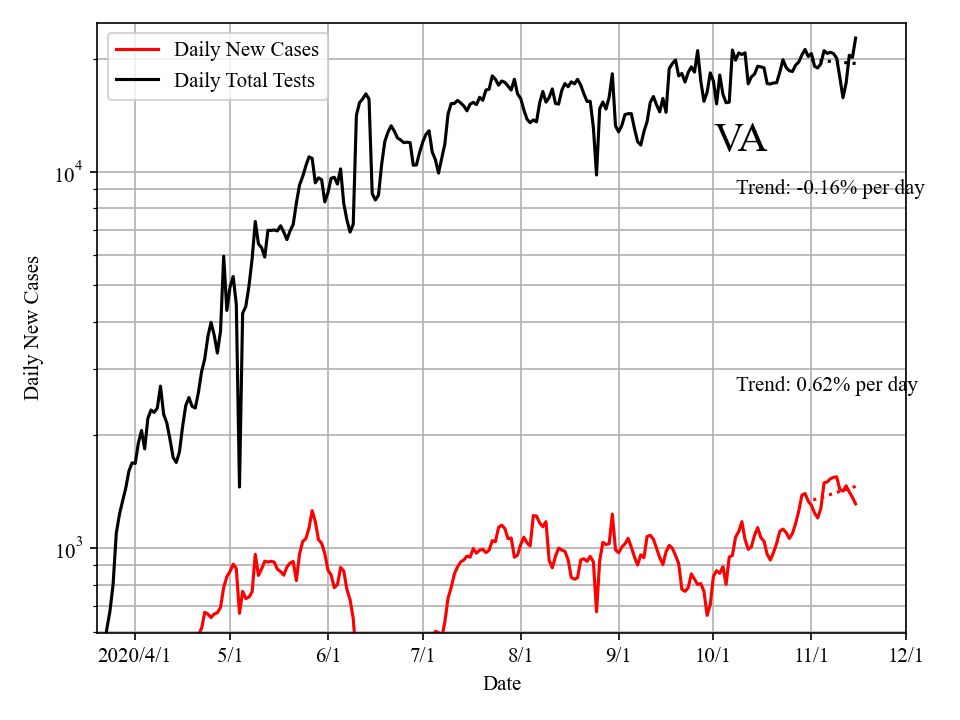 Daily New Cases
Daily Total Tests
VA
Trend: -0.16% per day
Trend: 0.62% per day
10^4
10^3
Daily New Cases
2020/4/1 5/1 6/1 7/1 8/1 9/1 10/1 11/1 12/1
Date